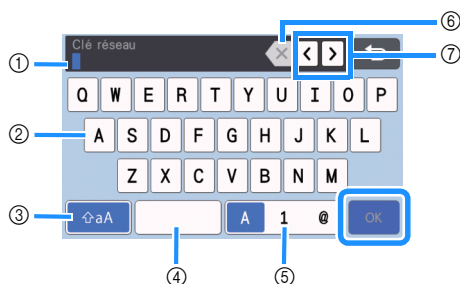 ⑥
Clé réseau
⑦
①
Q W E R T Y U I O P
② A S D F G H J K L
Z X C V B N M
③ ⇧aA A 1 @ OK
④ ⑤